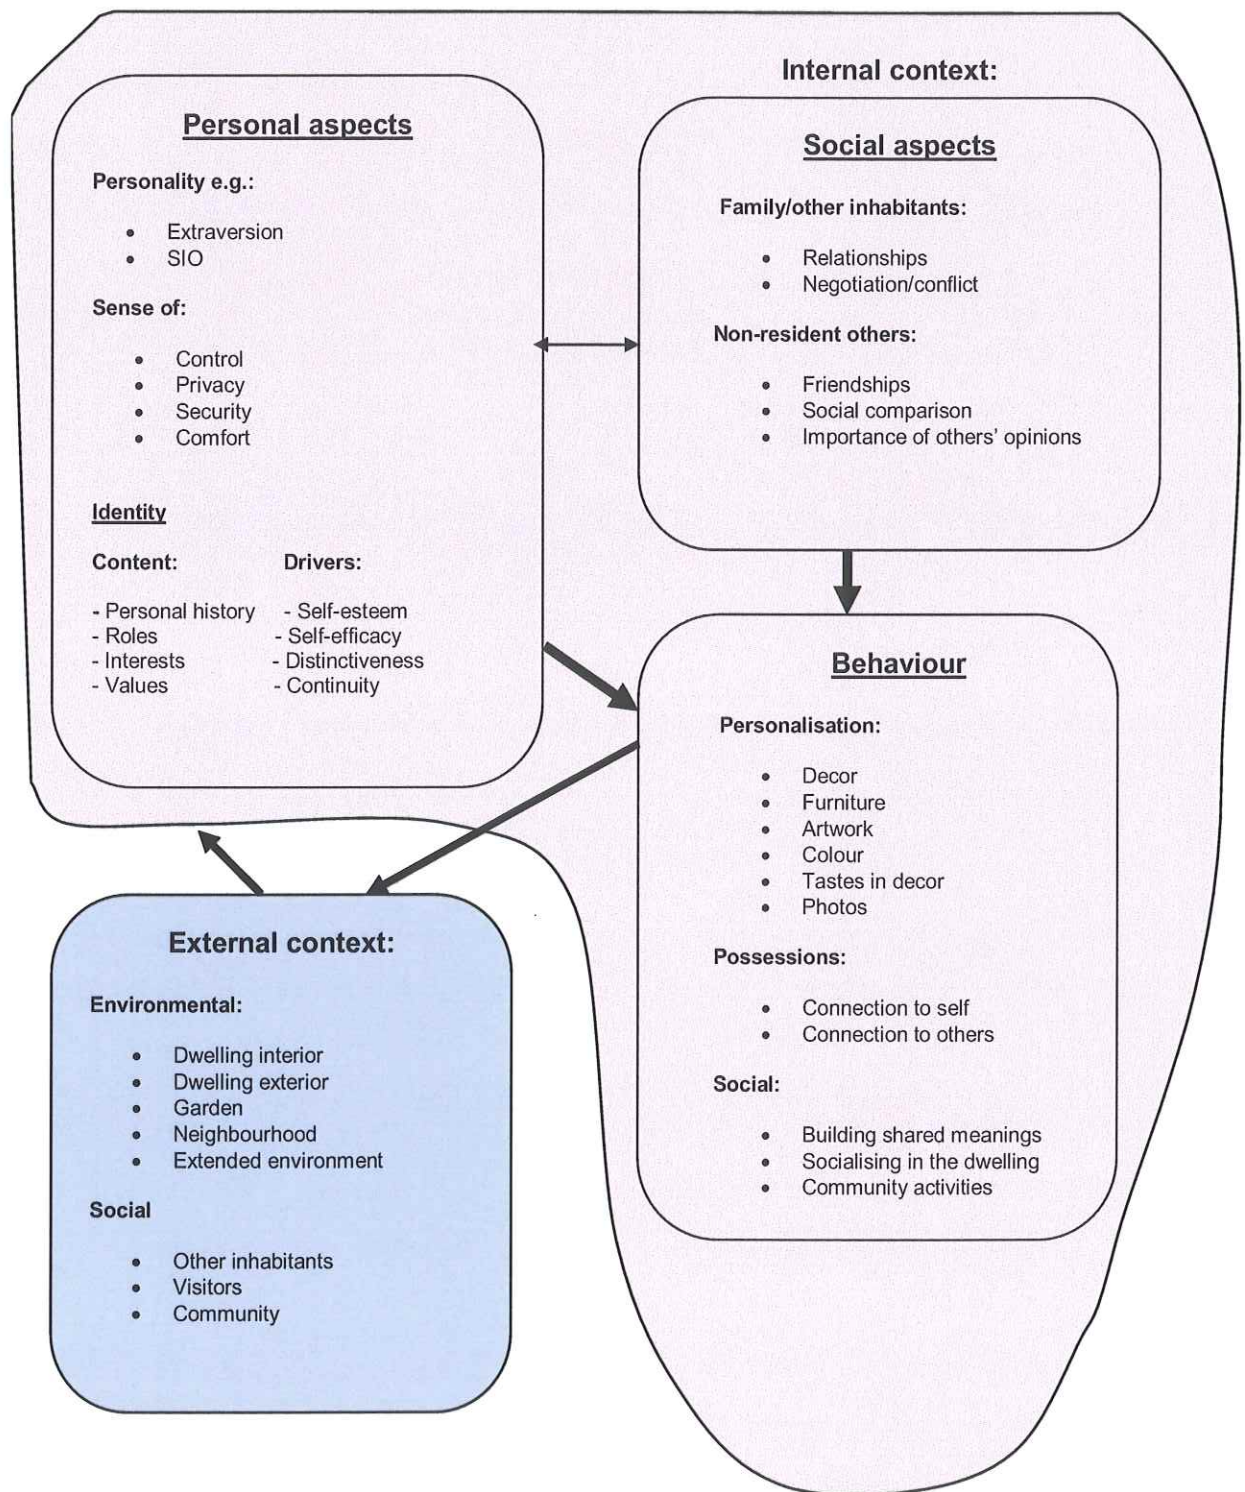 Internal context:
Personal aspects
Personality e.g.:
• Extraversion
• SIO
Sense of:
• Control
• Privacy
• Security
• Comfort
Identity
Content: Drivers:
- Personal history - Self-esteem
- Roles - Self-efficacy
- Interests - Distinctiveness
- Values - Continuity
Social aspects
Family/other inhabitants:
• Relationships
• Negotiation/conflict
Non-resident others:
• Friendships
• Social comparison
• Importance of others' opinions
Behaviour
Personalisation:
• Decor
• Furniture
• Artwork
• Colour
• Tastes in decor
• Photos
Possessions:
• Connection to self
• Connection to others
Social:
• Building shared meanings
• Socialising in the dwelling
• Community activities
External context:
Environmental:
• Dwelling interior
• Dwelling exterior
• Garden
• Neighbourhood
• Extended environment
Social
• Other inhabitants
• Visitors
• Community